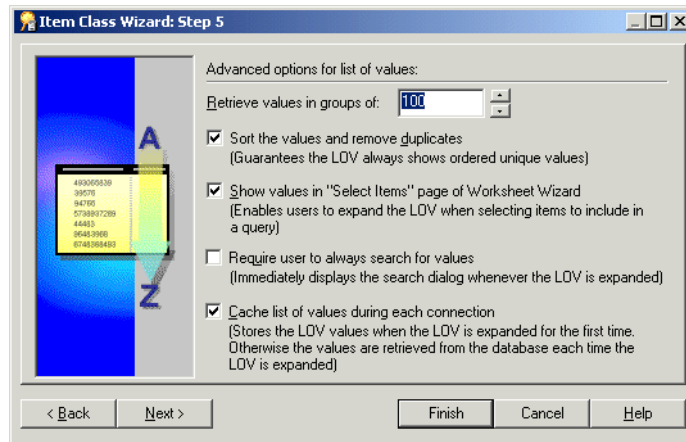 Item Class Wizard: Step 5
Advanced options for list of values:
Retrieve values in groups of: 100
Sort the values and remove duplicates
(Guarantees the LOV always shows ordered unique values)
Show values in "Select Items" page of Worksheet Wizard
(Enables users to expand the LOV when selecting items to include in
a query)
Require user to always search for values
(Immediately displays the search dialog whenever the LOV is expanded)
Cache list of values during each connection
(Stores the LOV values when the LOV is expanded for the first time.
Otherwise the values are retrieved from the database each time the
LOV is expanded)
A
39576
94766
5738937289
44463
Z
< Back Next > Finish Cancel Help